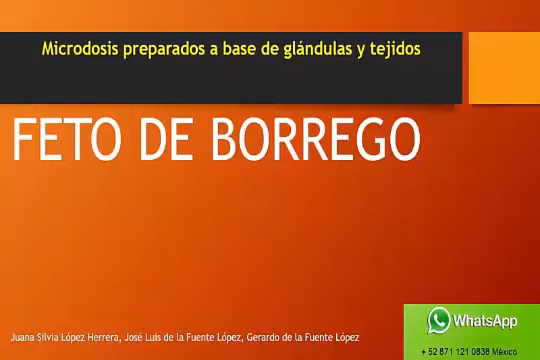 Microdosis preparados a base de glándulas y tejidos
FETO DE BORREGO
Juana Silvia López Herrera, José Luis de la Fuente López, Gerardo de la Fuente López
WhatsApp
+ 52 871 121 0838 Mèxico